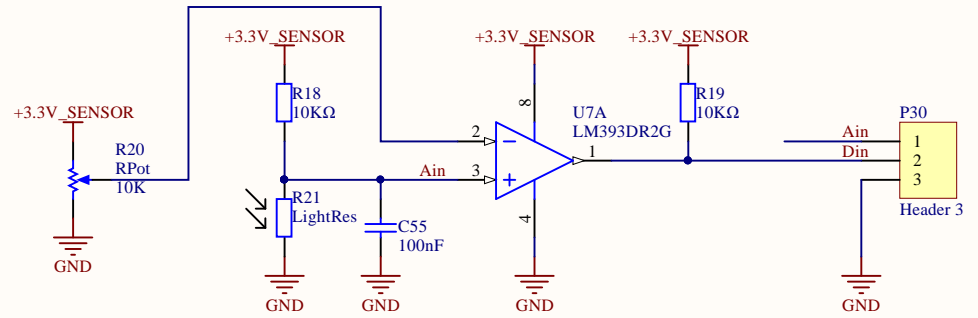 +3.3V_SENSOR
R20
RPot
10K
GND
+3.3V_SENSOR
R18
10KΩ
Ain
R21
LightRes
C55
100nF
GND
GND
+3.3V_SENSOR
8
U7A
LM393DR2G
2
3
1
4
GND
+3.3V_SENSOR
R19
10KΩ
P30
Ain
1
Din
2
3
Header 3
GND